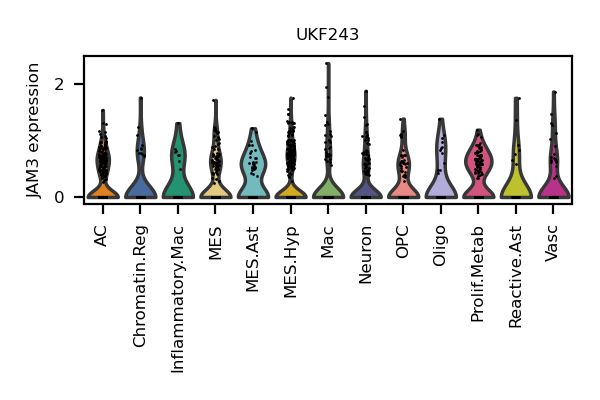 UKF243
JAM3 expression
2
0
AC
Chromatin.Reg
Inflammatory.Mac
MES
MES.Ast
MES.Hyp
Mac
Neuron
OPC
Oligo
Prolif.Metab
Reactive.Ast
Vasc